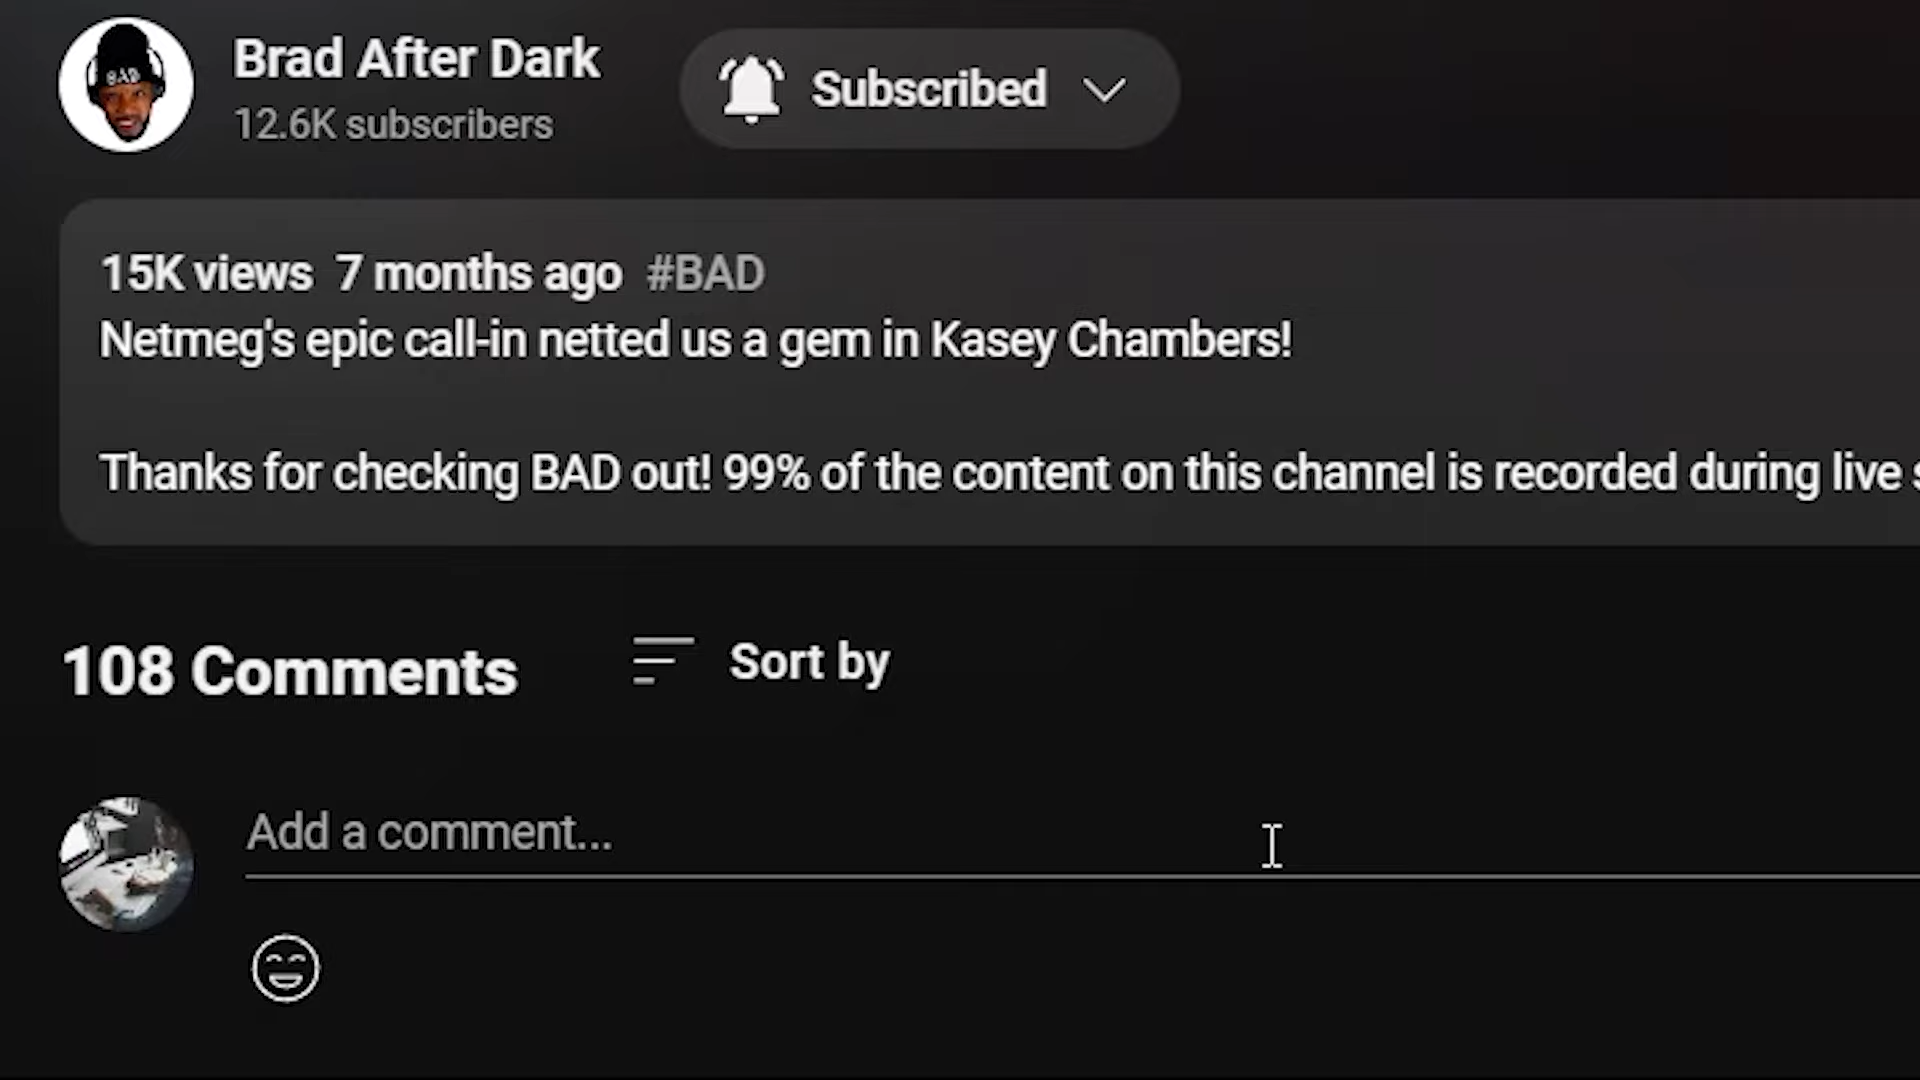 BAD
Brad After Dark
12.6K subscribers
Subscribed
15K views 7 months ago #BAD
Netmeg's epic call-in netted us a gem in Kasey Chambers!
Thanks for checking BAD out! 99% of the content on this channel is recorded during live
108 Comments
Sort by
Add a comment...